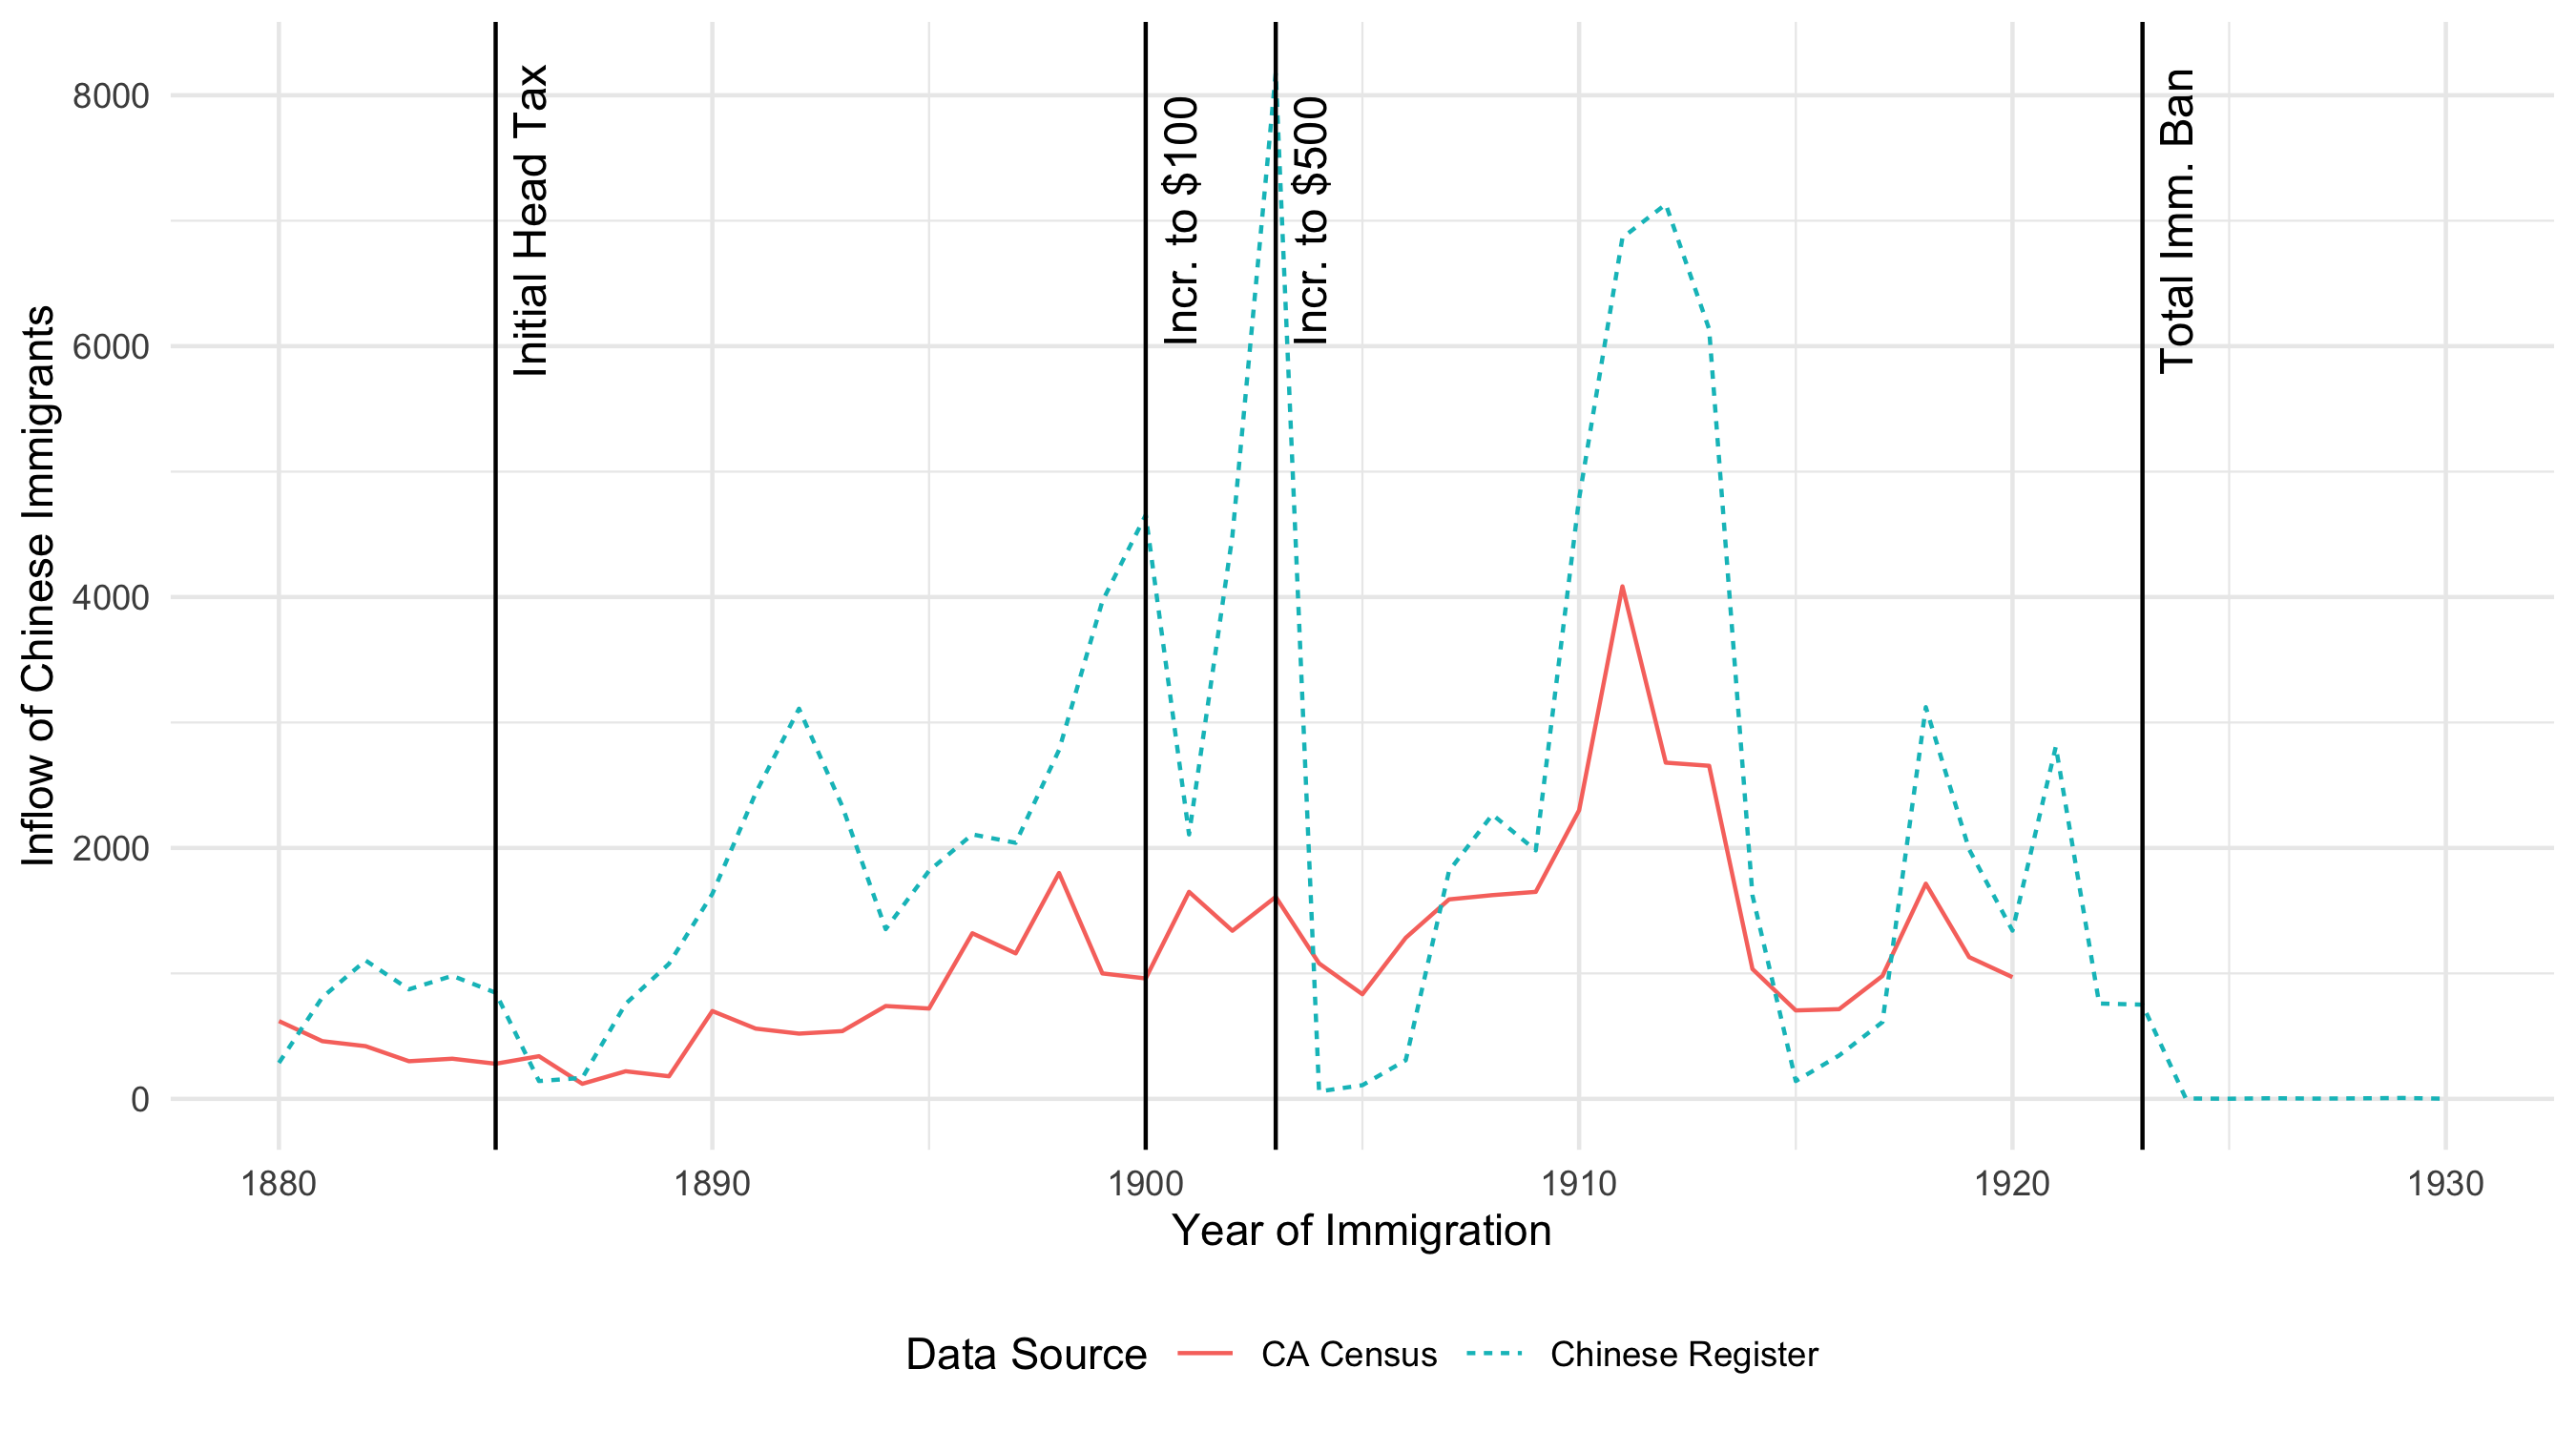 Inflow of Chinese Immigrants
8000
6000
4000
2000
0
Initial Head Tax
Incr. to $100
Incr. to $500
Total Imm. Ban
1880
1890
1900
1910
1920
1930
Year of Immigration
Data Source
CA Census
Chinese Register